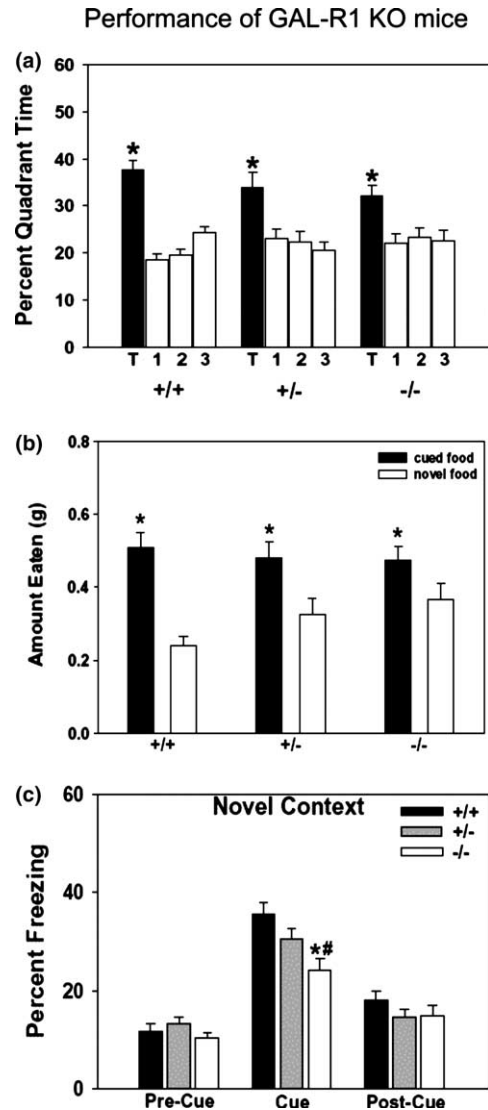 Performance of GAL-R1 KO mice
(a)
60
50
40
30
20
10
0
Percent Quadrant Time
*
*
*
T 1 2 3 T 1 2 3 T 1 2 3
+/+ +/- -/-
(b)
0.8
0.6
0.4
0.2
0.0
Amount Eaten (g)
cued food
novel food
*
*
*
+/+ +/- -/-
(c)
60
40
20
0
Percent Freezing
Novel Context
+/+
+/-
-/-
*#
Pre-Cue Cue Post-Cue